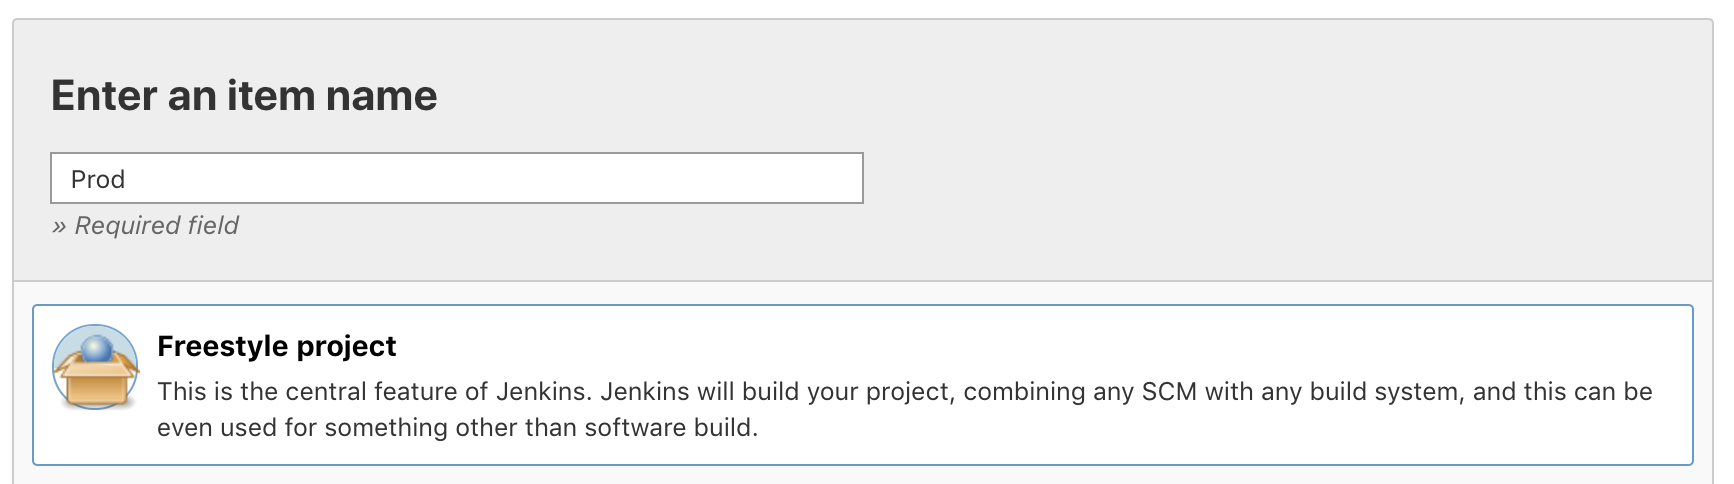 Enter an item name
Prod
» Required field
Freestyle project
This is the central feature of Jenkins. Jenkins will build your project, combining any SCM with any build system, and this can be
even used for something other than software build.